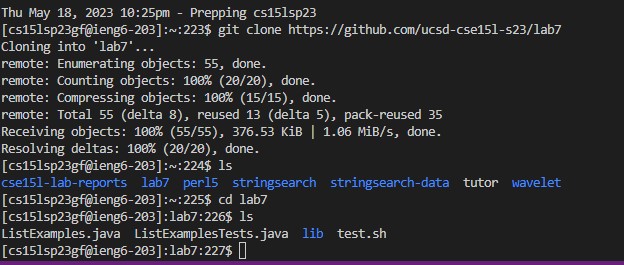 Thu May 18, 2023 10:25pm - Prepping cs15lsp23
[cs15lsp23gf@ieng6-203]:~:223$ git clone https://github.com/ucsd-cse15l-s23/lab7
Cloning into 'lab7'...
remote: Enumerating objects: 55, done.
remote: Counting objects: 100% (20/20), done.
remote: Compressing objects: 100% (15/15), done.
remote: Total 55 (delta 8), reused 13 (delta 5), pack-reused 35
Receiving objects: 100% (55/55), 376.53 KiB | 1.06 MiB/s, done.
Resolving deltas: 100% (20/20), done.
[cs15lsp23gf@ieng6-203]:~:224$ ls
cse15l-lab-reports lab7 perl5 stringsearch stringsearch-data tutor wavelet
[cs15lsp23gf@ieng6-203]:~:225$ cd lab7
[cs15lsp23gf@ieng6-203]:lab7:226$ ls
ListExamples.java ListExamplesTests.java lib test.sh
[cs15lsp23gf@ieng6-203]:lab7:227$